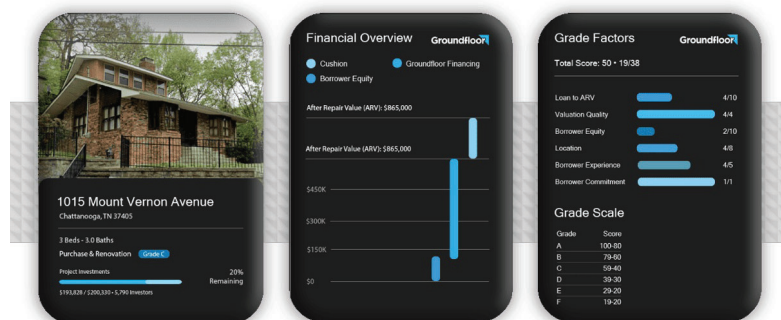 1015 Mount Vernon Avenue
Chattanooga, TN 37405
3 Beds - 3.0 Baths
Purchase & Renovation Grade C
Project Investments 20%
Remaining
$193,828 / $200,330 • 5,790 Investors
Financial Overview Groundfloor
Cushion Groundfloor Financing
Borrower Equity
After Repair Value (ARV): $865,000
After Repair Value (ARV): $865,000
$450K
$300K
$150K
$0
Grade Factors Groundfloor
Total Score: 50 • 19/38
Loan to ARV 4/10
Valuation Quality 4/4
Borrower Equity 2/10
Location 4/8
Borrower Experience 4/5
Borrower Commitment 1/1
Grade Scale
Grade Score
A 100-80
B 79-60
C 59-40
D 39-30
E 29-20
F 19-20